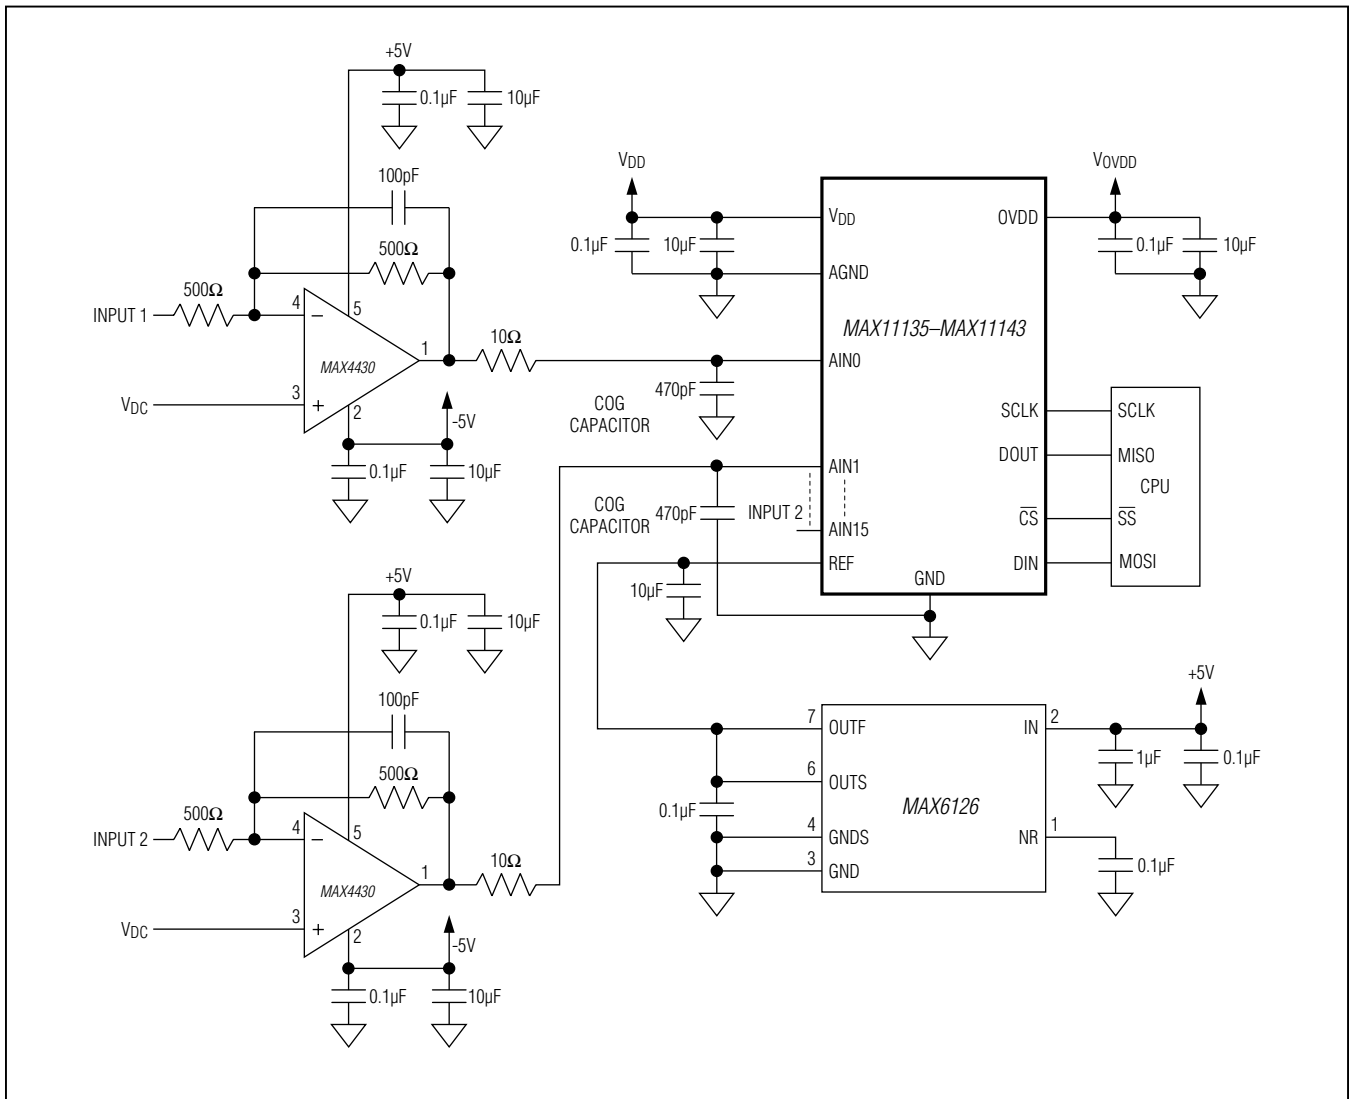 +5V
0.1µF
10µF
100pF
500Ω
500Ω
INPUT 1
4
−
5
MAX4430
1
10Ω
VDC
3
+
2
-5V
0.1µF
10µF
COG
CAPACITOR
470pF
VDD
0.1µF
10µF
VDD
AGND
MAX11135–MAX11143
AIN0
AIN1
INPUT 2
AIN15
REF
GND
OVDD
SCLK
DOUT
CS
DIN
VOVDD
0.1µF
10µF
SCLK
MISO
CPU
SS
MOSI
COG
CAPACITOR
470pF
10µF
+5V
0.1µF
10µF
100pF
500Ω
500Ω
INPUT 2
4
−
5
MAX4430
1
10Ω
VDC
3
+
2
-5V
0.1µF
10µF
0.1µF
7
OUTF
6
OUTS
4
GNDS
3
GND
MAX6126
IN
2
NR
1
+5V
1µF
0.1µF
0.1µF